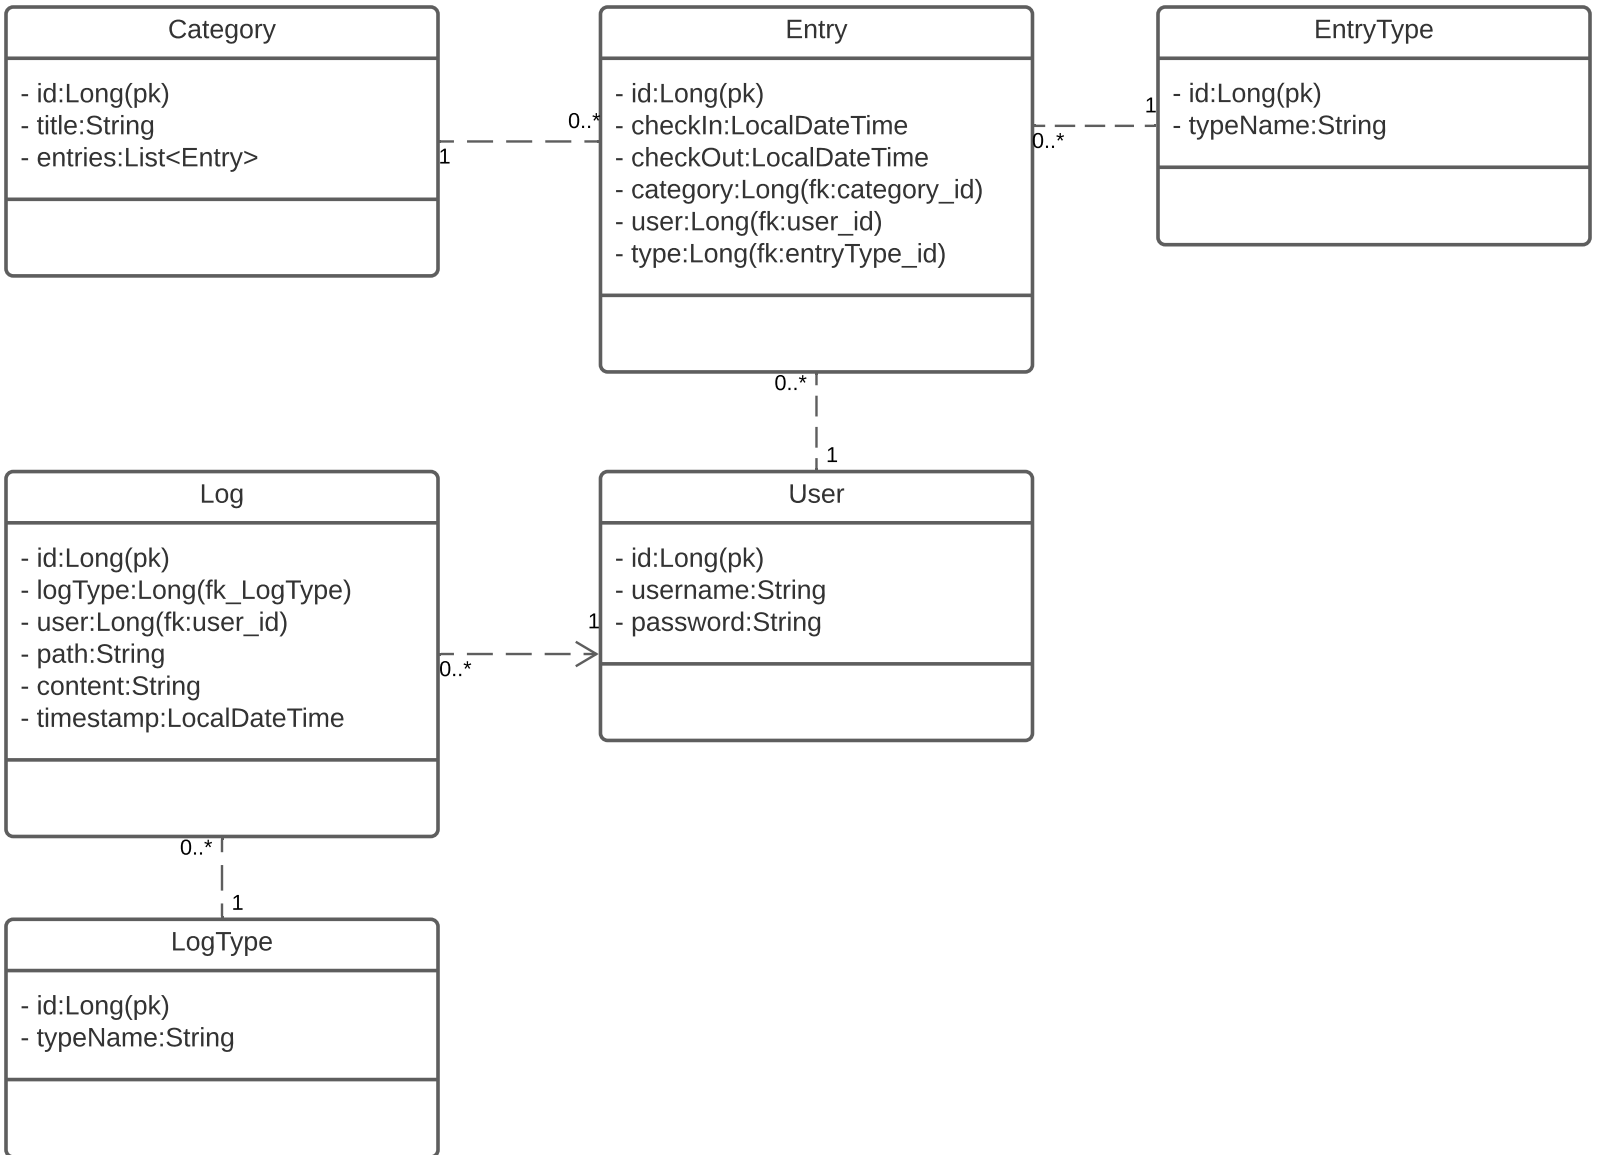 Category
- id:Long(pk)
- title:String
- entries:List<Entry>
1
0..*
Entry
- id:Long(pk)
- checkIn:LocalDateTime
- checkOut:LocalDateTime
- category:Long(fk:category_id)
- user:Long(fk:user_id)
- type:Long(fk:entryType_id)
0..*
1
EntryType
- id:Long(pk)
- typeName:String
0..*
1
Log
- id:Long(pk)
- logType:Long(fk_LogType)
- user:Long(fk:user_id)
- path:String
- content:String
- timestamp:LocalDateTime
0..*
1
User
- id:Long(pk)
- username:String
- password:String
0..*
1
LogType
- id:Long(pk)
- typeName:String